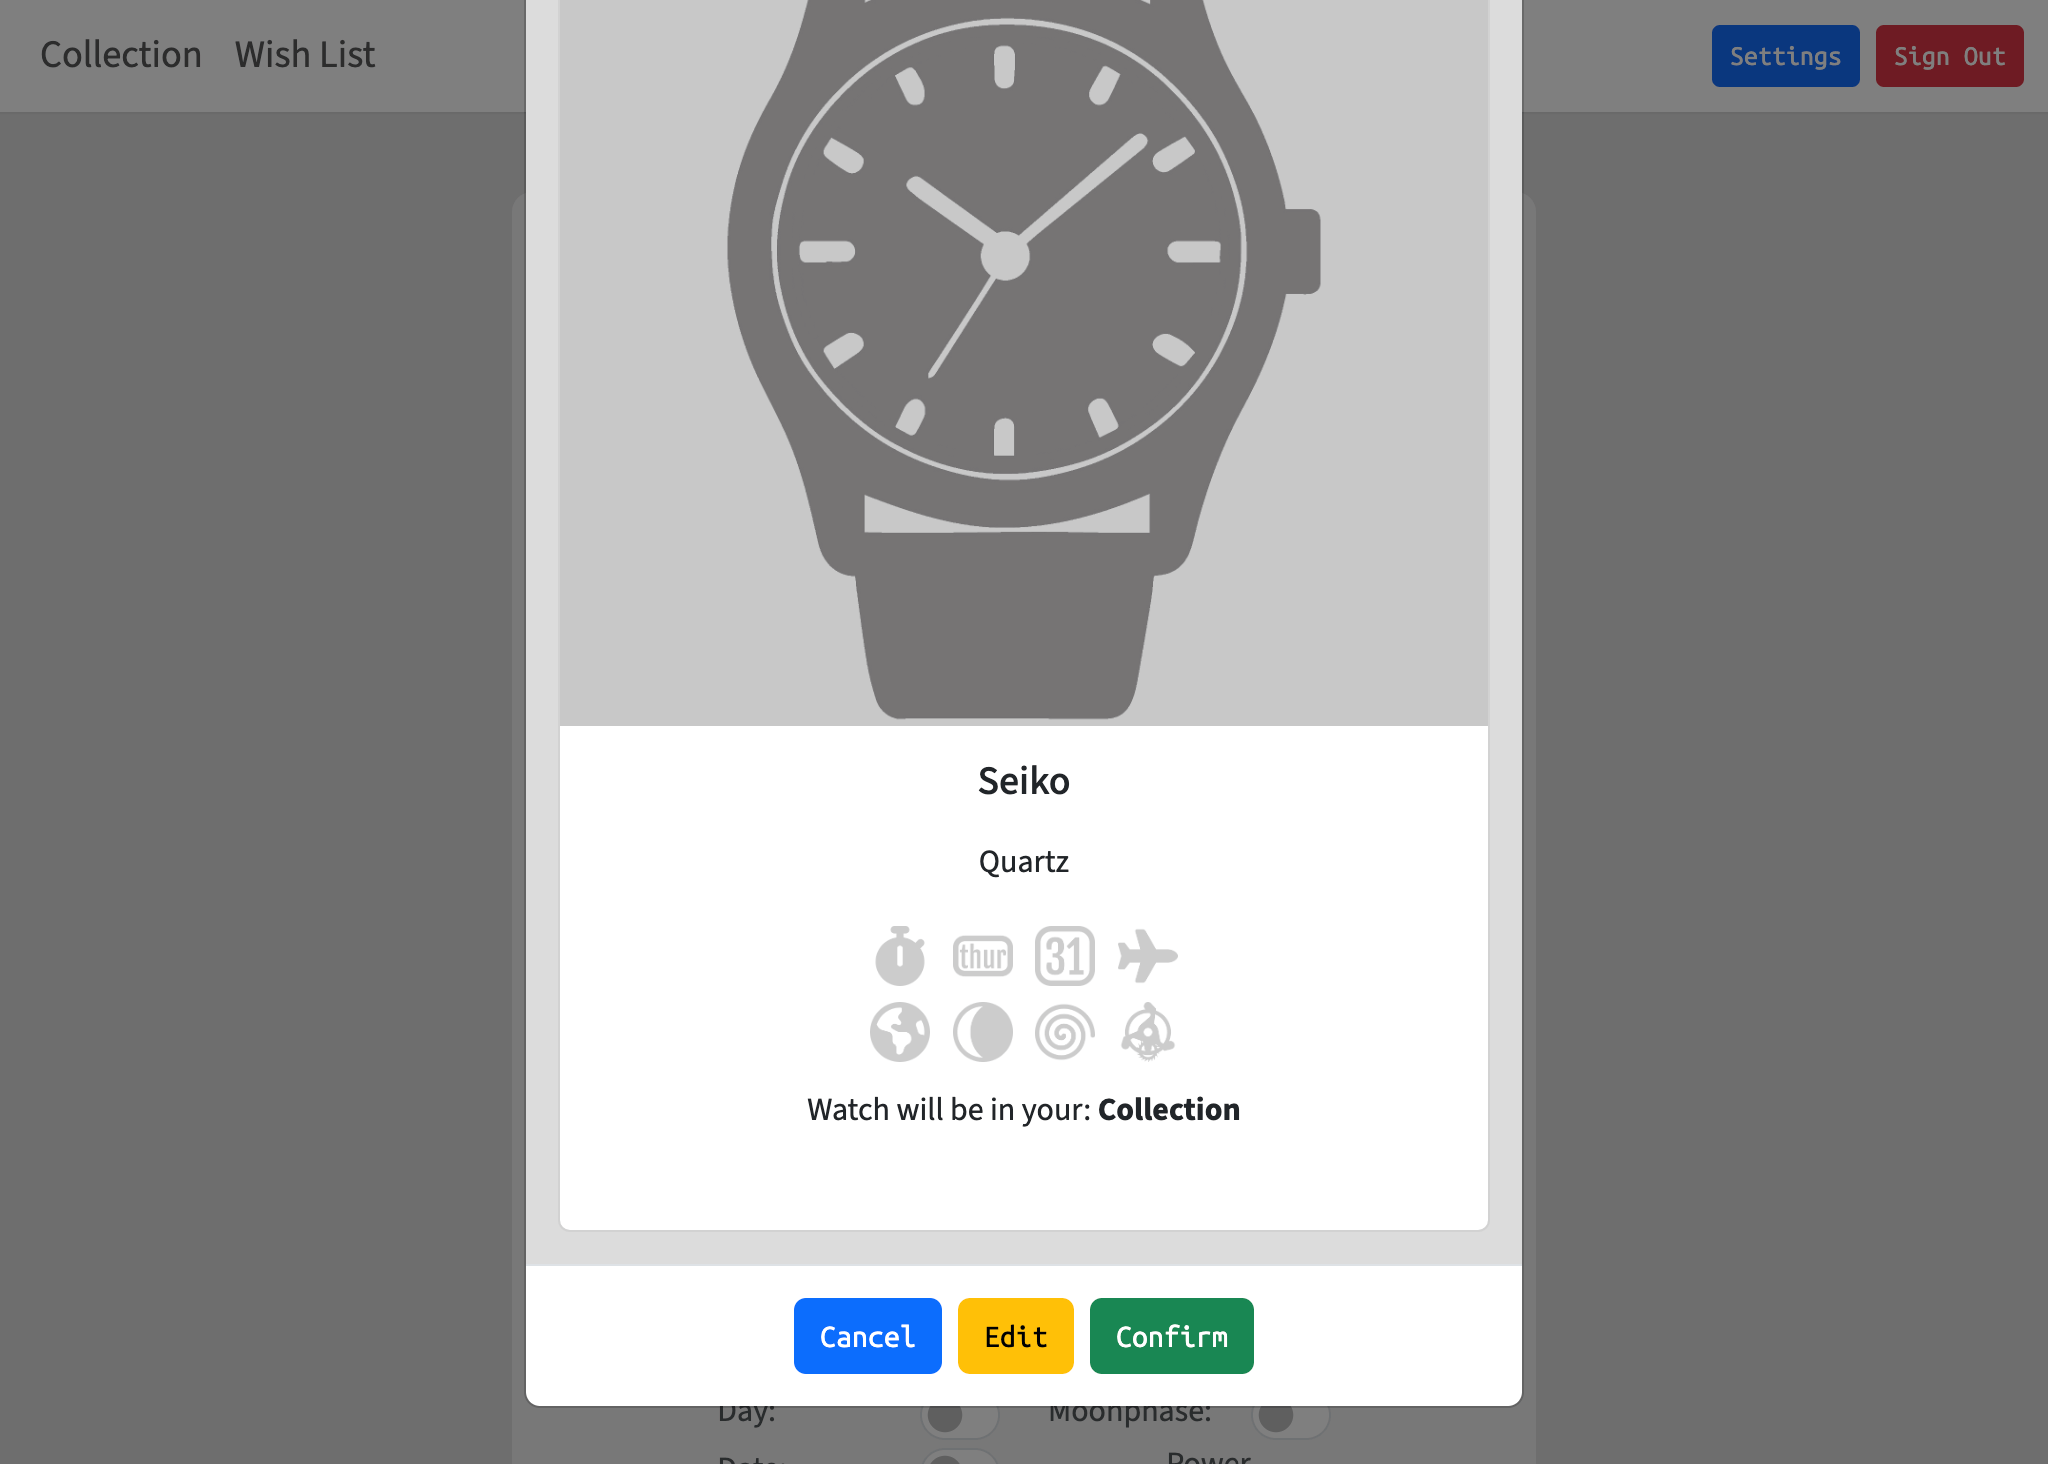 Collection Wish List Settings Sign Out
Seiko
Quartz
thur 31
Watch will be in your: Collection
Cancel Edit Confirm
Day: Moonphase:
Date: Power